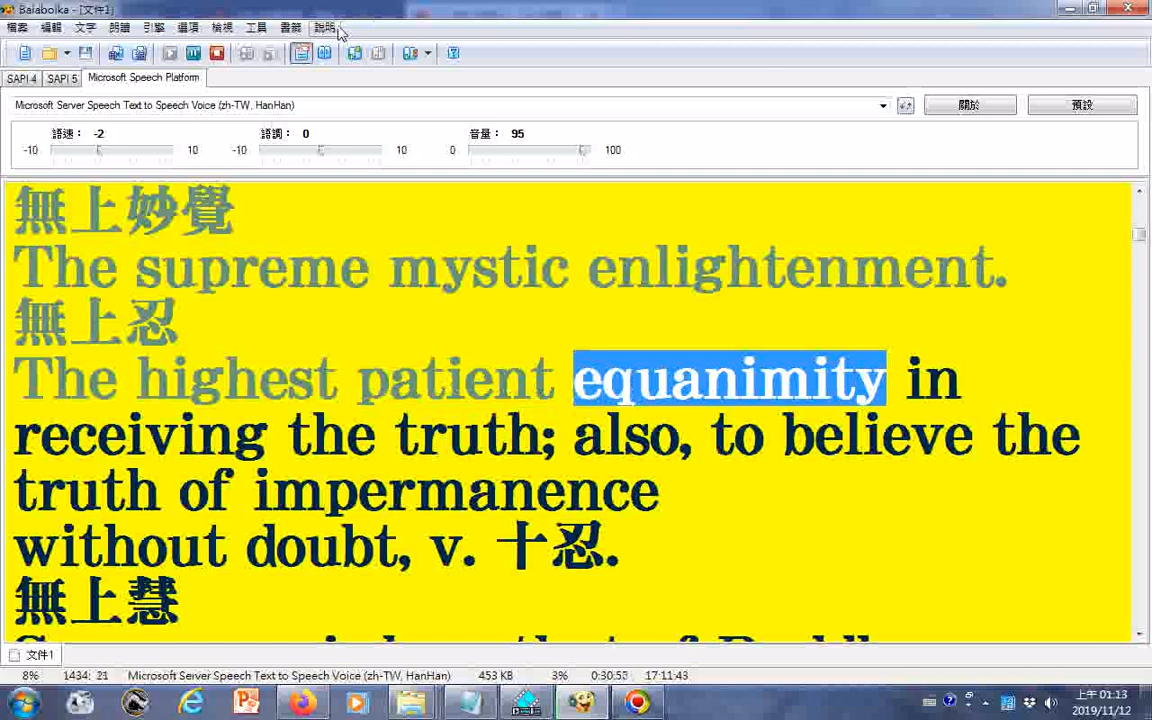 Balabolka - [文件1]
檔案 編輯 文字 朗讀 引擎 選項 檢視 工具 書籤 說明
SAPI 4 SAPI 5 Microsoft Speech Platform
Microsoft Server Speech Text to Speech Voice (zh-TW, HanHan) 關於 預設
語速： -2 語調： 0 音量： 95
-10 10 -10 10 0 100
無上妙覺
The supreme mystic enlightenment.
無上忍
The highest patient equanimity in
receiving the truth; also, to believe the
truth of impermanence
without doubt, v. 十忍.
無上慧
文件1
8% 1434: 21 Microsoft Server Speech Text to Speech Voice (zh-TW, HanHan) 453 KB 3% 0:30:53 17:11:43
上午 01:13
2019/11/12